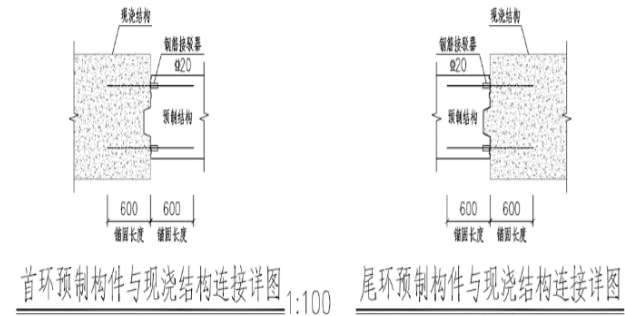 现浇结构
钢筋接驳器
⌀20
预制结构
600 600
锚固长度 锚固长度
首环预制构件与现浇结构连接详图 1:100
现浇结构
钢筋接驳器
⌀20
预制结构
600 600
锚固长度 锚固长度
尾环预制构件与现浇结构连接详图